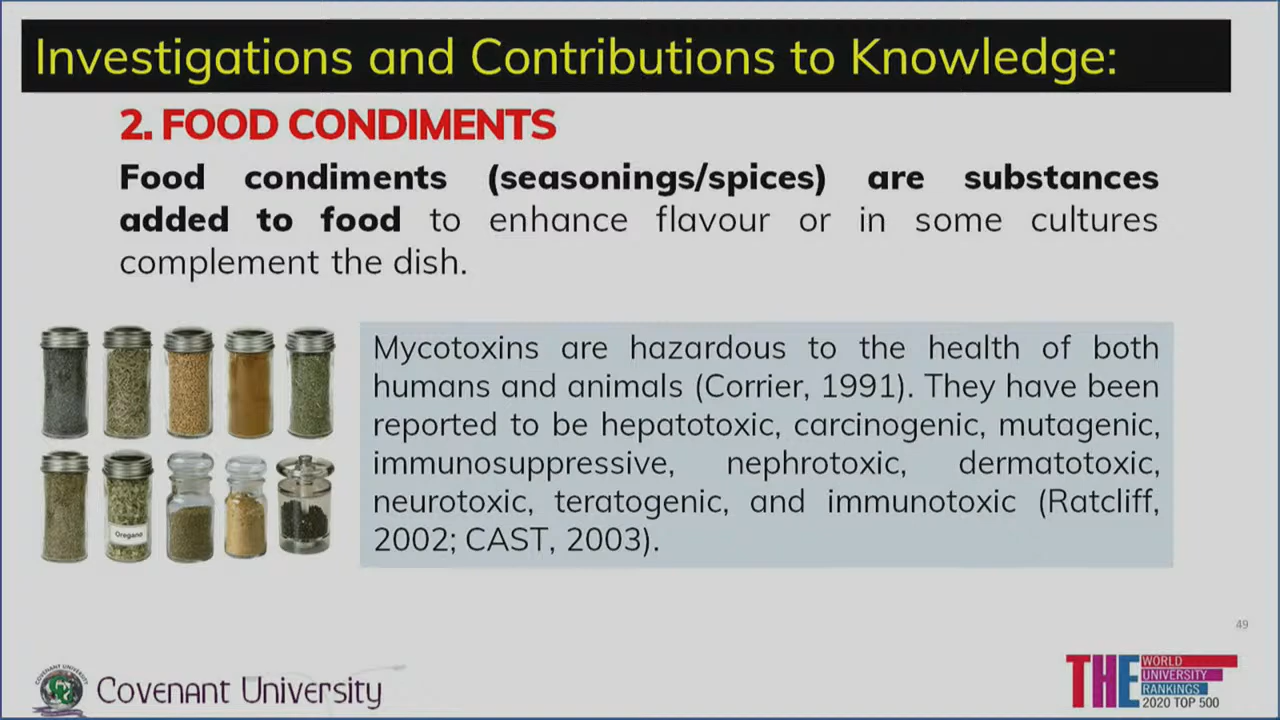 Investigations and Contributions to Knowledge:
2. FOOD CONDIMENTS
Food condiments (seasonings/spices) are substances
added to food to enhance flavour or in some cultures
complement the dish.
Mycotoxins are hazardous to the health of both
humans and animals (Corrier, 1991). They have been
reported to be hepatotoxic, carcinogenic, mutagenic,
immunosuppressive, nephrotoxic, dermatotoxic,
neurotoxic, teratogenic, and immunotoxic (Ratcliff,
2002; CAST, 2003).
Oregano
49
COVENANT UNIVERSITY
Covenant University
THE
WORLD
UNIVERSITY
RANKINGS
2020 TOP 500